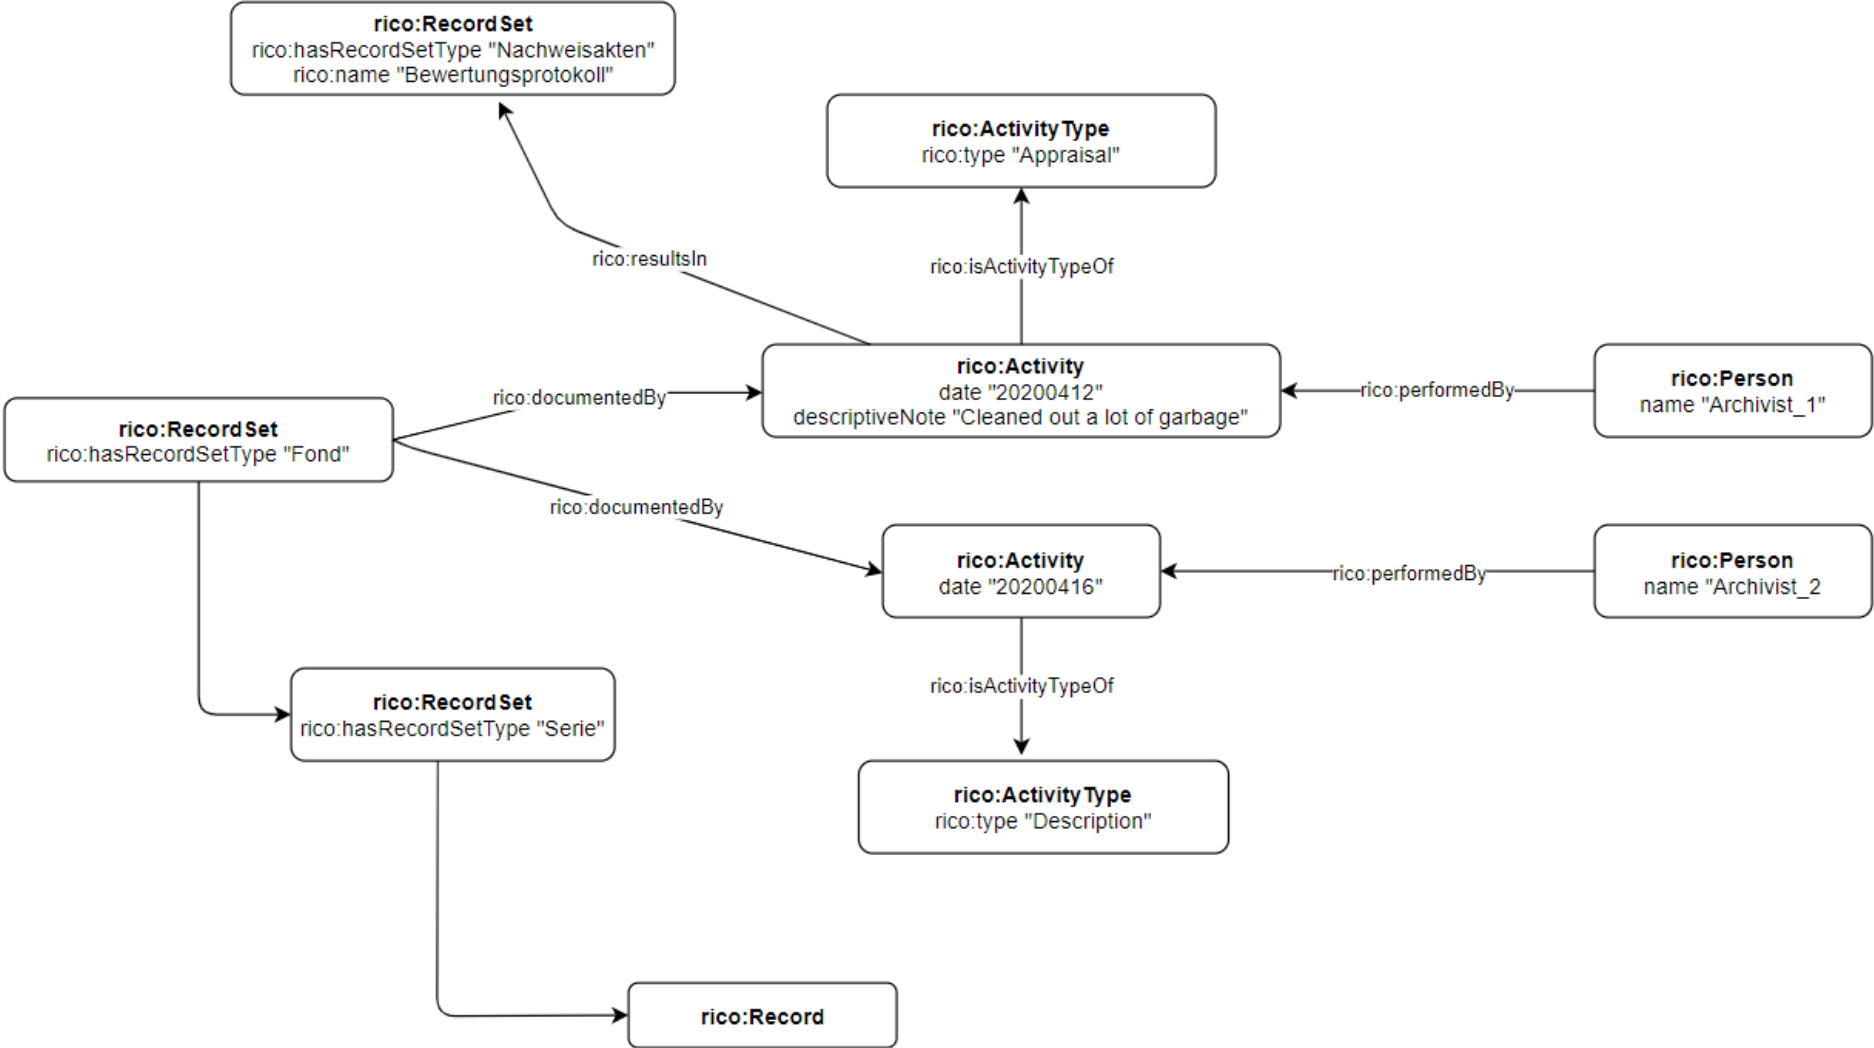 rico:RecordSet
rico:hasRecordSetType "Nachweisakten"
rico:name "Bewertungsprotokoll"
rico:ActivityType
rico:type "Appraisal"
rico:resultsIn
rico:isActivityTypeOf
rico:Activity
date "20200412"
descriptiveNote "Cleaned out a lot of garbage"
rico:performedBy
rico:Person
name "Archivist_1"
rico:documentedBy
rico:RecordSet
rico:hasRecordSetType "Fond"
rico:documentedBy
rico:Activity
date "20200416"
rico:performedBy
rico:Person
name "Archivist_2
rico:isActivityTypeOf
rico:RecordSet
rico:hasRecordSetType "Serie"
rico:ActivityType
rico:type "Description"
rico:Record